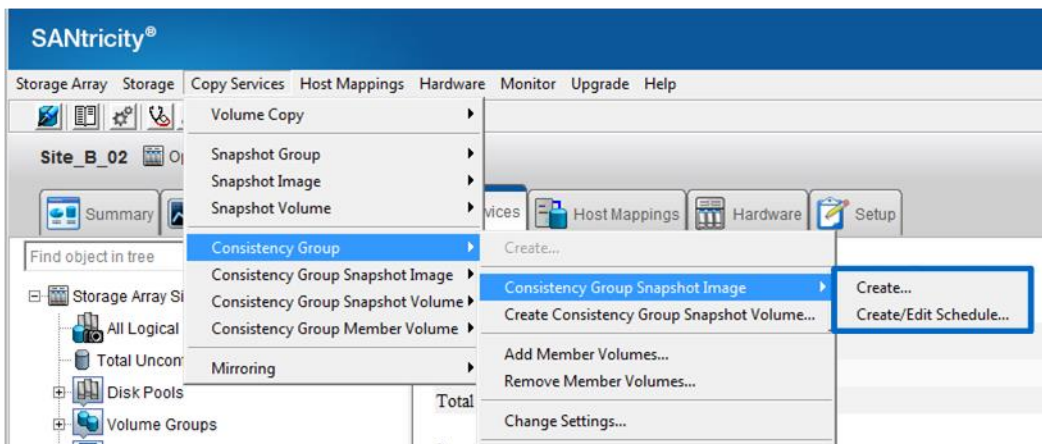 SANtricity®
Storage Array Storage Copy Services Host Mappings Hardware Monitor Upgrade Help
Volume Copy
Snapshot Group
Snapshot Image
Snapshot Volume
Consistency Group
Consistency Group Snapshot Image
Consistency Group Snapshot Volume
Consistency Group Member Volume
Mirroring
Create...
Consistency Group Snapshot Image
Create Consistency Group Snapshot Volume...
Add Member Volumes...
Remove Member Volumes...
Change Settings...
Create...
Create/Edit Schedule...
Site_B_02
Summary
Host Mappings
Hardware
Setup
Find object in tree
Storage Array Si
All Logical
Total Uncon
Disk Pools
Volume Groups
Total